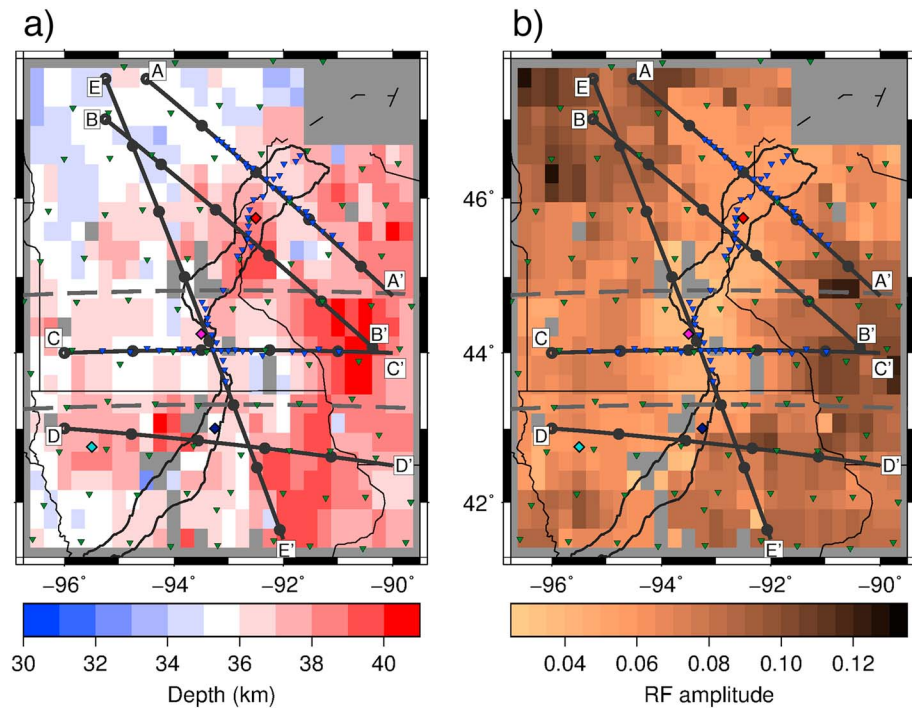 a)
b)
A
E
B
A'
B'
C
C'
D
D'
E'
−96
−94
−92
−90
30
32
34
36
38
40
Depth (km)
46˚
44˚
42˚
A
E
B
A'
B'
C
C'
D
D'
E'
−96
−94
−92
−90˚
0.04
0.06
0.08
0.10
0.12
RF amplitude